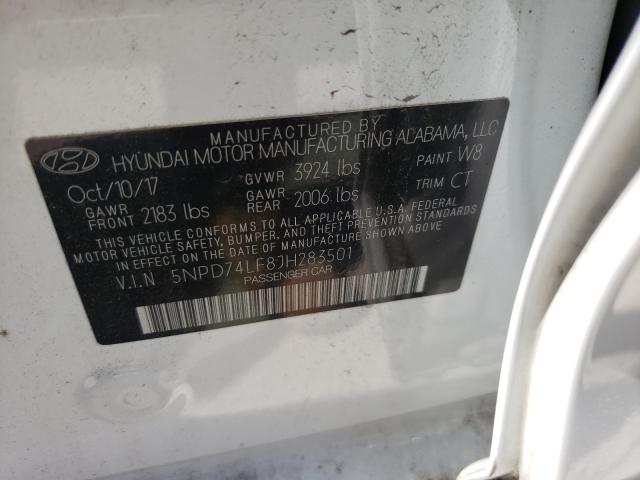 MANUFACTURED BY
HYUNDAI MOTOR MANUFACTURING ALABAMA, LLC
Oct/10/17 GVWR 3924 lbs PAINT W8
GAWR FRONT 2183 lbs GAWR REAR 2006 lbs TRIM CT
THIS VEHICLE CONFORMS TO ALL APPLICABLE U.S.A. FEDERAL
MOTOR VEHICLE SAFETY, BUMPER, AND THEFT PREVENTION STANDARDS
IN EFFECT ON THE DATE OF MANUFACTURE SHOWN ABOVE.
V.I.N 5NPD74LF8JH283501
PASSENGER CAR